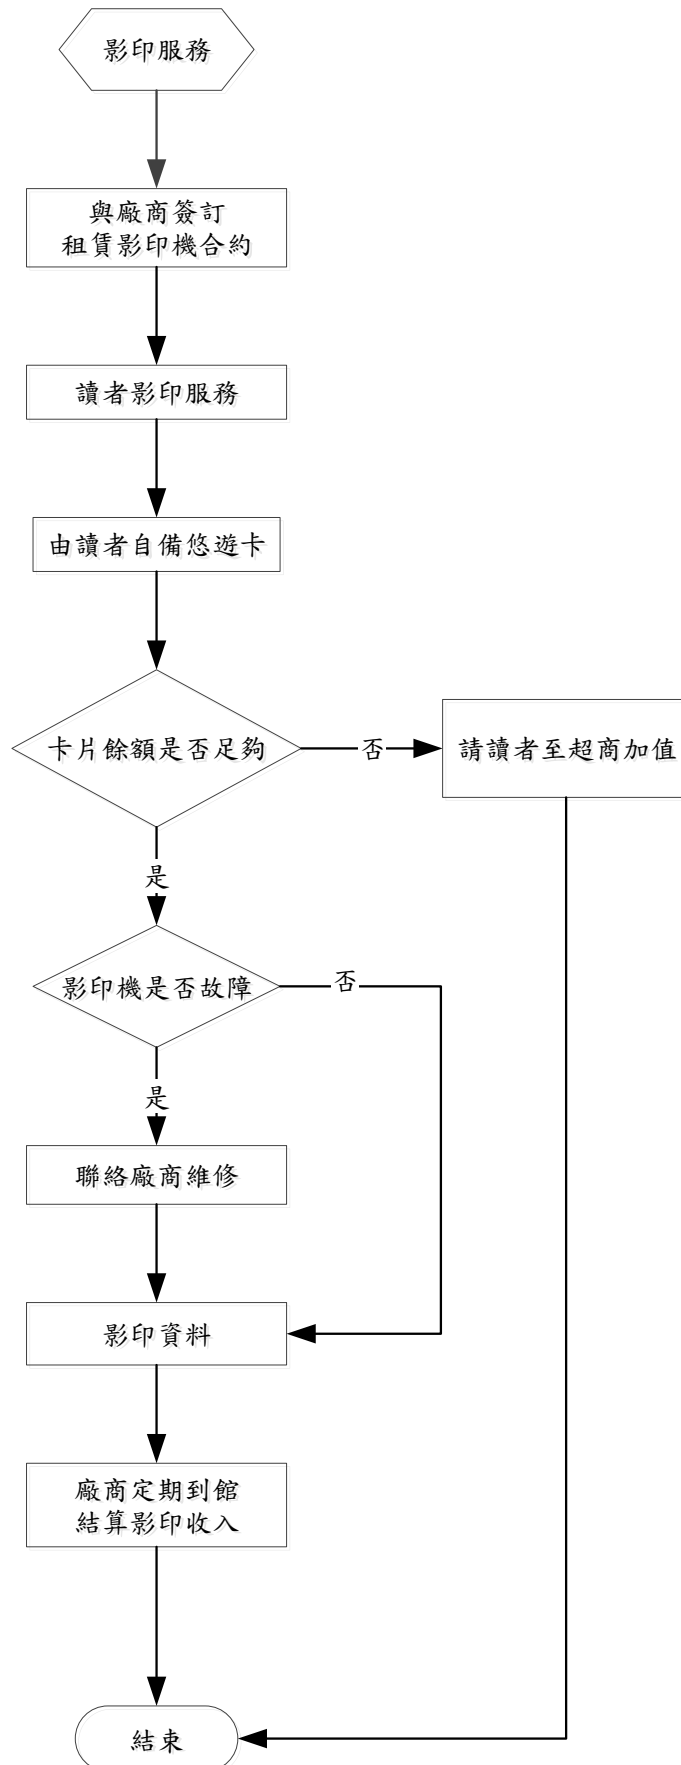 影印服務
與廠商簽訂
租賃影印機合約
讀者影印服務
由讀者自備悠遊卡
卡片餘額是否足夠
否
請讀者至超商加值
是
影印機是否故障
否
是
聯絡廠商維修
影印資料
廠商定期到館
結算影印收入
結束